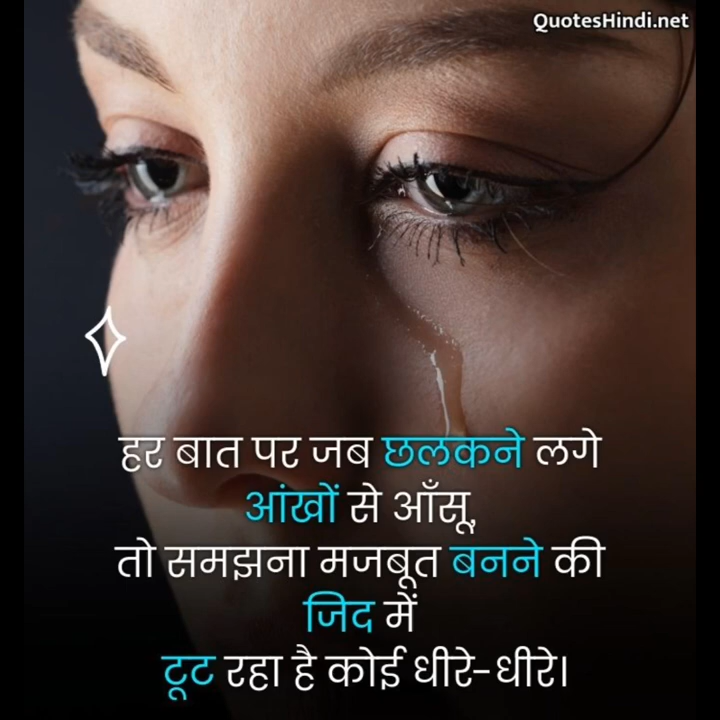 QuotesHindi.net
हर बात पर जब छलकने लगे
आंखों से आँसू,
तो समझना मजबूत बनने की
जिद में
टूट रहा है कोई धीरे-धीरे।